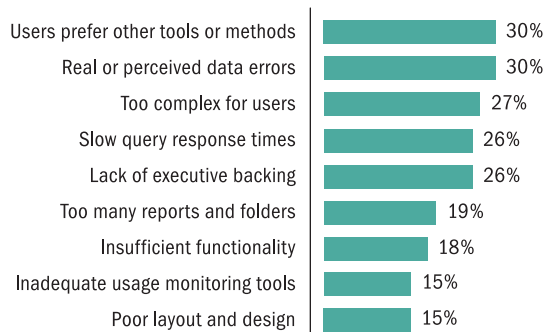 Users prefer other tools or methods 30%
Real or perceived data errors 30%
Too complex for users 27%
Slow query response times 26%
Lack of executive backing 26%
Too many reports and folders 19%
Insufficient functionality 18%
Inadequate usage monitoring tools 15%
Poor layout and design 15%